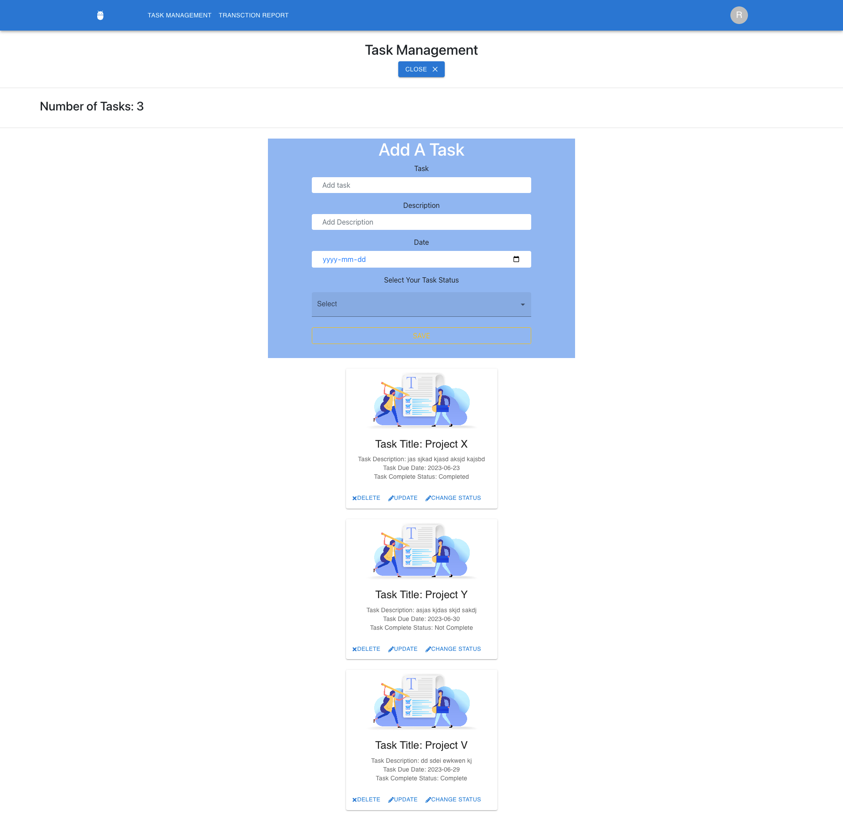 TASK MANAGEMENT TRANSCTION REPORT R
Task Management
CLOSE
Number of Tasks: 3
Add A Task
Task
Add task
Description
Add Description
Date
yyyy-mm-dd
Select Your Task Status
Select
T
Task Title: Project X
Task Description: jas sjkad kjasd aksjd kajsbd
Task Due Date: 2023-06-23
Task Complete Status: Completed
DELETE UPDATE CHANGE STATUS
T
Task Title: Project Y
Task Description: asjas kjdas skjd sakdj
Task Due Date: 2023-06-30
Task Complete Status: Not Complete
DELETE UPDATE CHANGE STATUS
T
Task Title: Project V
Task Description: dd sdei ewkwen kj
Task Due Date: 2023-06-29
Task Complete Status: Complete
DELETE UPDATE CHANGE STATUS